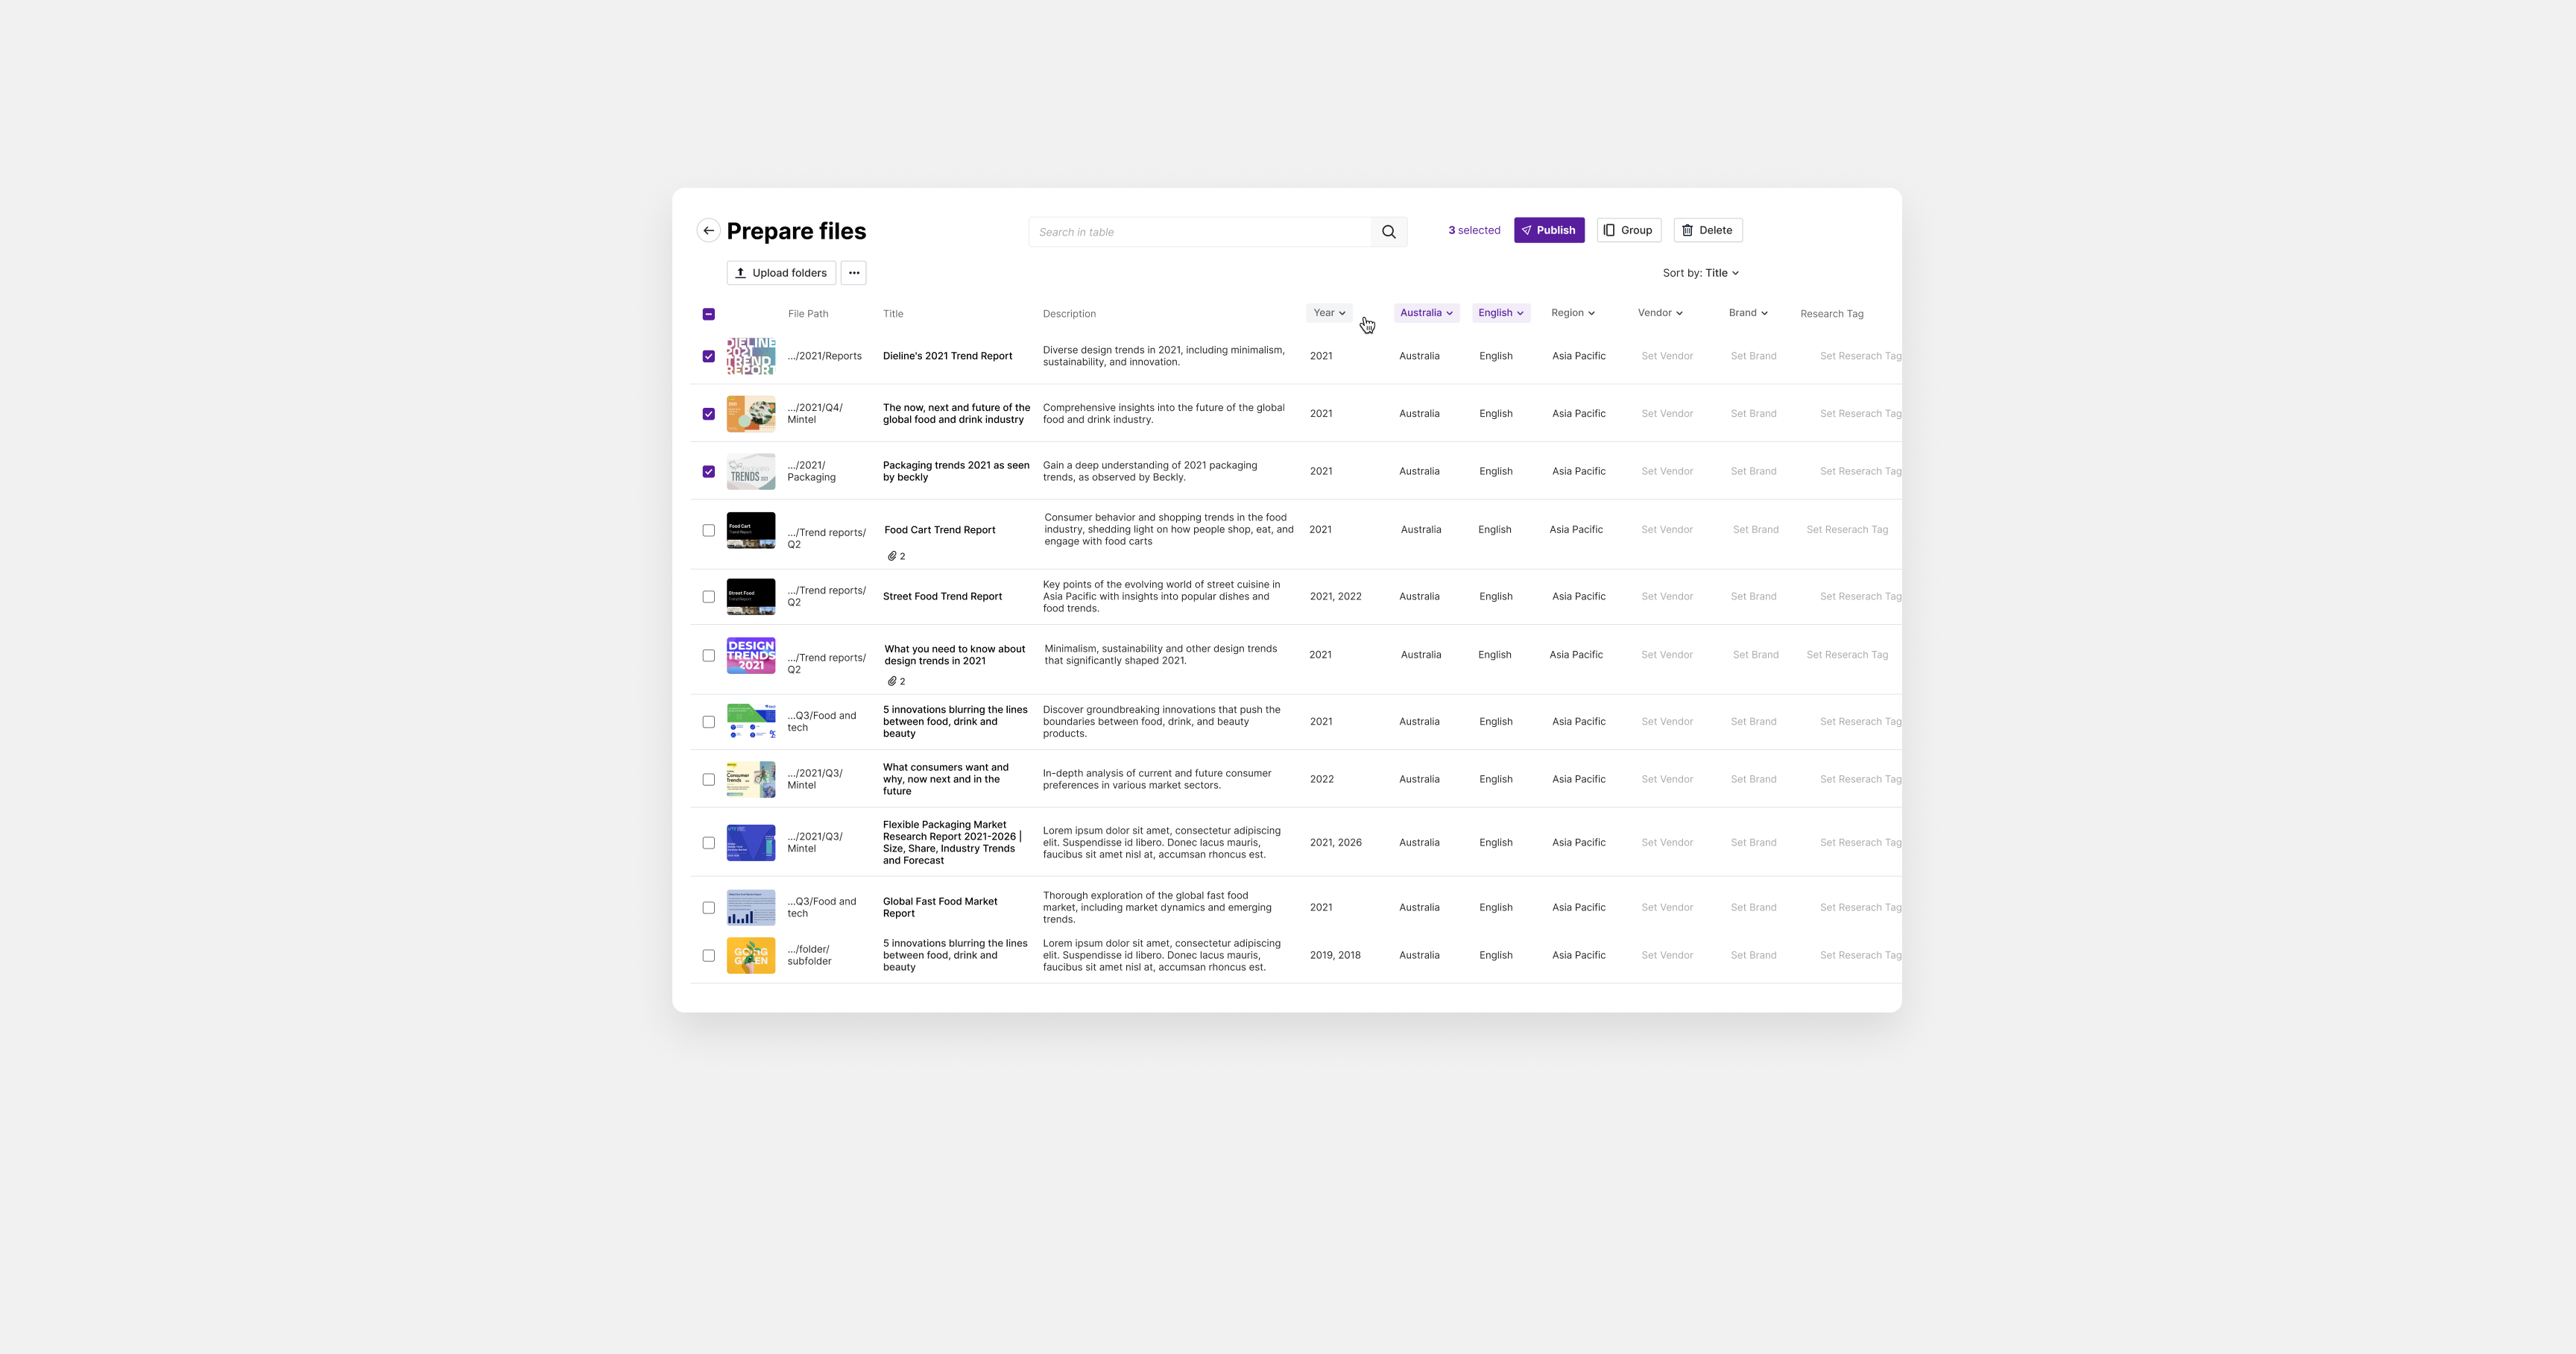 Prepare files
Search in table
3 selected
Publish
Group
Delete
Upload folders
Sort by: Title
File Path
Title
Description
Year
Australia
English
Region
Vendor
Brand
Research Tag
DIELINE
2021
TREND
REPORT
.../2021/Reports
Dieline's 2021 Trend Report
Diverse design trends in 2021, including minimalism,
sustainability, and innovation.
2021
Australia
English
Asia Pacific
Set Vendor
Set Brand
Set Reserach Tag
.../2021/Q4/
Mintel
The now, next and future of the
global food and drink industry
Comprehensive insights into the future of the global
food and drink industry.
2021
Australia
English
Asia Pacific
Set Vendor
Set Brand
Set Reserach Tag
TRENDS 2021
.../2021/
Packaging
Packaging trends 2021 as seen
by beckly
Gain a deep understanding of 2021 packaging
trends, as observed by Beckly.
2021
Australia
English
Asia Pacific
Set Vendor
Set Brand
Set Reserach Tag
Food Cart
Trend Report
.../Trend reports/
Q2
Food Cart Trend Report
2
Consumer behavior and shopping trends in the food
industry, shedding light on how people shop, eat, and
engage with food carts
2021
Australia
English
Asia Pacific
Set Vendor
Set Brand
Set Reserach Tag
Street Food
Trend Report
.../Trend reports/
Q2
Street Food Trend Report
Key points of the evolving world of street cuisine in
Asia Pacific with insights into popular dishes and
food trends.
2021, 2022
Australia
English
Asia Pacific
Set Vendor
Set Brand
Set Reserach Tag
DESIGN
TRENDS
2021
.../Trend reports/
Q2
What you need to know about
design trends in 2021
2
Minimalism, sustainability and other design trends
that significantly shaped 2021.
2021
Australia
English
Asia Pacific
Set Vendor
Set Brand
Set Reserach Tag
...Q3/Food and
tech
5 innovations blurring the lines
between food, drink and
beauty
Discover groundbreaking innovations that push the
boundaries between food, drink, and beauty
products.
2021
Australia
English
Asia Pacific
Set Vendor
Set Brand
Set Reserach Tag
Consumer
Trends
.../2021/Q3/
Mintel
What consumers want and
why, now next and in the
future
In-depth analysis of current and future consumer
preferences in various market sectors.
2022
Australia
English
Asia Pacific
Set Vendor
Set Brand
Set Reserach Tag
.../2021/Q3/
Mintel
Flexible Packaging Market
Research Report 2021-2026 |
Size, Share, Industry Trends
and Forecast
Lorem ipsum dolor sit amet, consectetur adipiscing
elit. Suspendisse id libero. Donec lacus mauris,
faucibus sit amet nisl at, accumsan rhoncus est.
2021, 2026
Australia
English
Asia Pacific
Set Vendor
Set Brand
Set Reserach Tag
...Q3/Food and
tech
Global Fast Food Market
Report
Thorough exploration of the global fast food
market, including market dynamics and emerging
trends.
2021
Australia
English
Asia Pacific
Set Vendor
Set Brand
Set Reserach Tag
GOING
.../folder/
subfolder
5 innovations blurring the lines
between food, drink and
beauty
Lorem ipsum dolor sit amet, consectetur adipiscing
elit. Suspendisse id libero. Donec lacus mauris,
faucibus sit amet nisl at, accumsan rhoncus est.
2019, 2018
Australia
English
Asia Pacific
Set Vendor
Set Brand
Set Reserach Tag